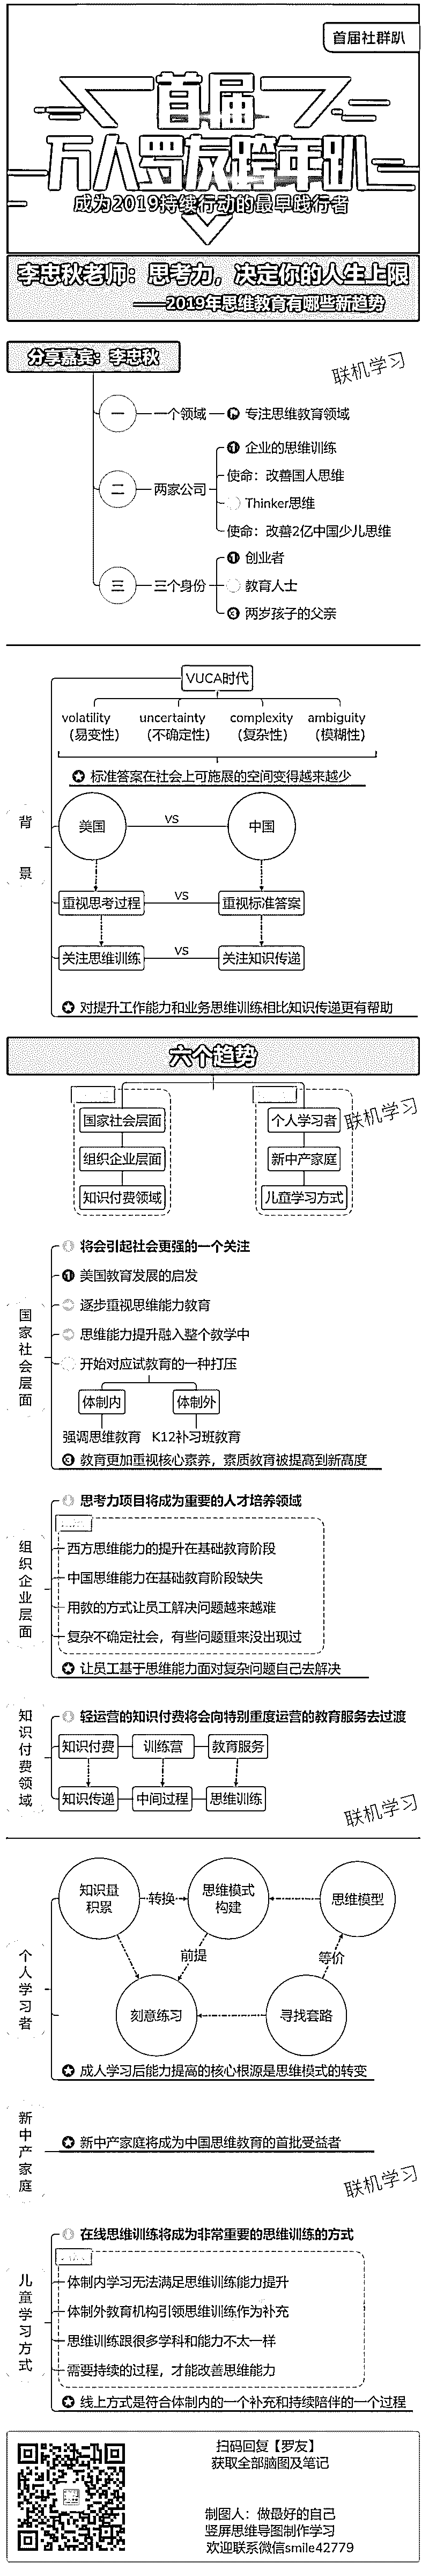 首届社群趴
首届
万人罗友跨年趴
成为2019持续行动的最早践行者
李忠秋老师：思考力，决定你的人生上限
——2019年思维教育有哪些新趋势
分享嘉宾：李忠秋
联机学习
一 一个领域 专注思维教育领域
二 两家公司
1 企业的思维训练
使命：改善国人思维
Thinker思维
使命：改善2亿中国少儿思维
三 三个身份
1 创业者
教育人士
3 两岁孩子的父亲
背景
VUCA时代
volatility uncertainty complexity ambiguity
（易变性） （不确定性） （复杂性） （模糊性）
标准答案在社会上可施展的空间变得越来越少
美国 VS 中国
重视思考过程 VS 重视标准答案
关注思维训练 VS 关注知识传递
对提升工作能力和业务思维训练相比知识传递更有帮助
六个趋势
国家社会层面 个人学习者
联机学习
组织企业层面 新中产家庭
知识付费领域 儿童学习方式
国家社会层面
将会引起社会更强的一个关注
1 美国教育发展的启发
逐步重视思维能力教育
思维能力提升融入整个教学中
开始对应试教育的一种打压
体制内 体制外
强调思维教育 K12补习班教育
3 教育更加重视核心素养，素质教育被提高到新高度
组织企业层面
思考力项目将成为重要的人才培养领域
西方思维能力的提升在基础教育阶段
中国思维能力在基础教育阶段缺失
用教的方式让员工解决问题越来越难
复杂不确定社会，有些问题重来没出现过
让员工基于思维能力面对复杂问题自己去解决
知识付费领域
轻运营的知识付费将会向特别重度运营的教育服务去过渡
知识付费 训练营 教育服务
知识传递 中间过程 思维训练
联机学习
个人学习者
知识量积累 转换 思维模式构建 思维模型
前提 等价
刻意练习 寻找套路
成人学习后能力提高的核心根源是思维模式的转变
新中产家庭
新中产家庭将成为中国思维教育的首批受益者
联机学习
儿童学习方式
在线思维训练将成为非常重要的思维训练的方式
体制内学习无法满足思维训练能力提升
体制外教育机构引领思维训练作为补充
思维训练跟很多学科和能力不太一样
需要持续的过程，才能改善思维能力
线上方式是符合体制内的一个补充和持续陪伴的一个过程
扫码回复【罗友】
获取全部脑图及笔记
制图人：做最好的自己
竖屏思维导图制作学习
欢迎联系微信smile42779